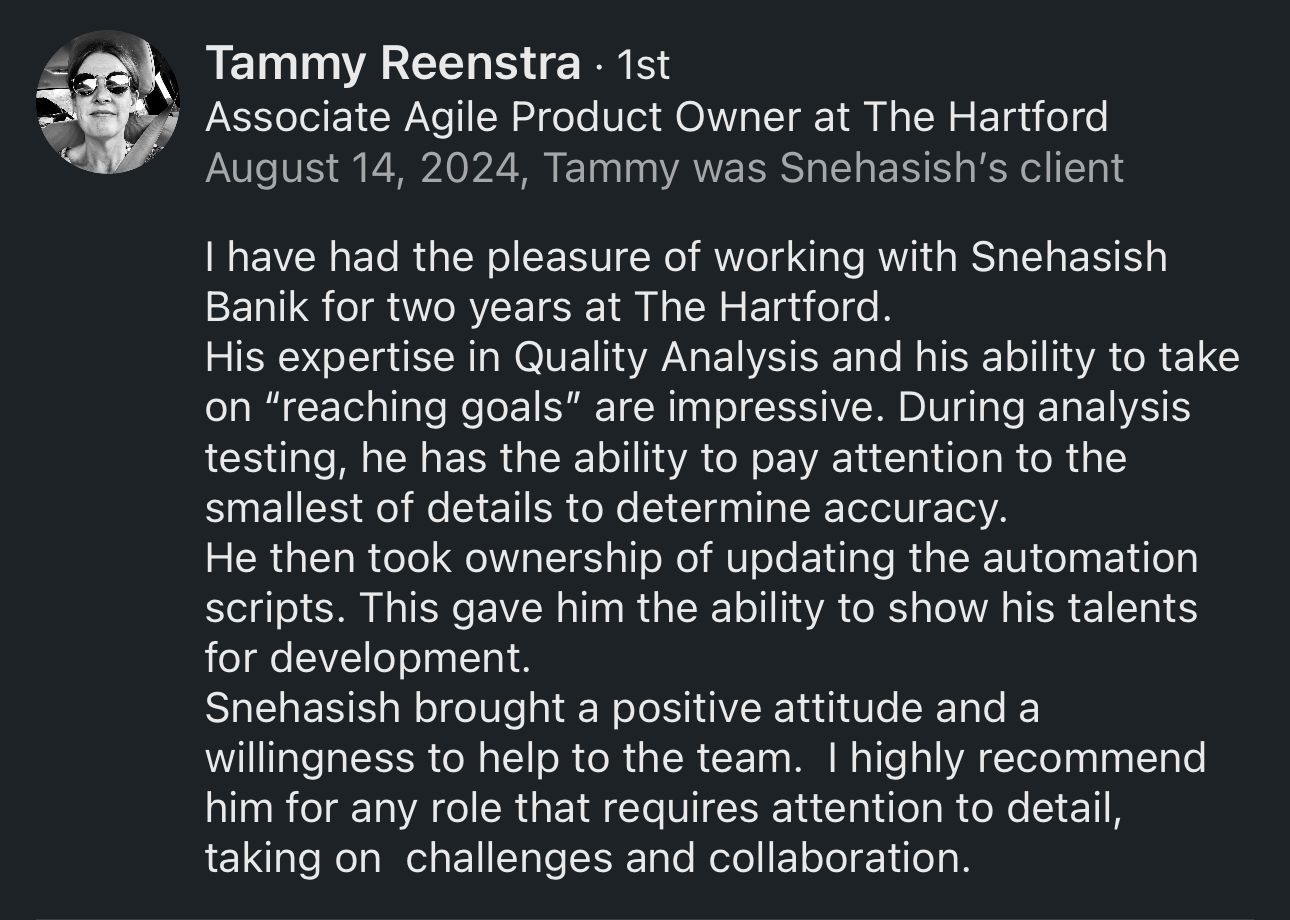 Tammy Reenstra · 1st
Associate Agile Product Owner at The Hartford
August 14, 2024, Tammy was Snehasish’s client
I have had the pleasure of working with Snehasish
Banik for two years at The Hartford.
His expertise in Quality Analysis and his ability to take
on “reaching goals” are impressive. During analysis
testing, he has the ability to pay attention to the
smallest of details to determine accuracy.
He then took ownership of updating the automation
scripts. This gave him the ability to show his talents
for development.
Snehasish brought a positive attitude and a
willingness to help to the team.  I highly recommend
him for any role that requires attention to detail,
taking on  challenges and collaboration.